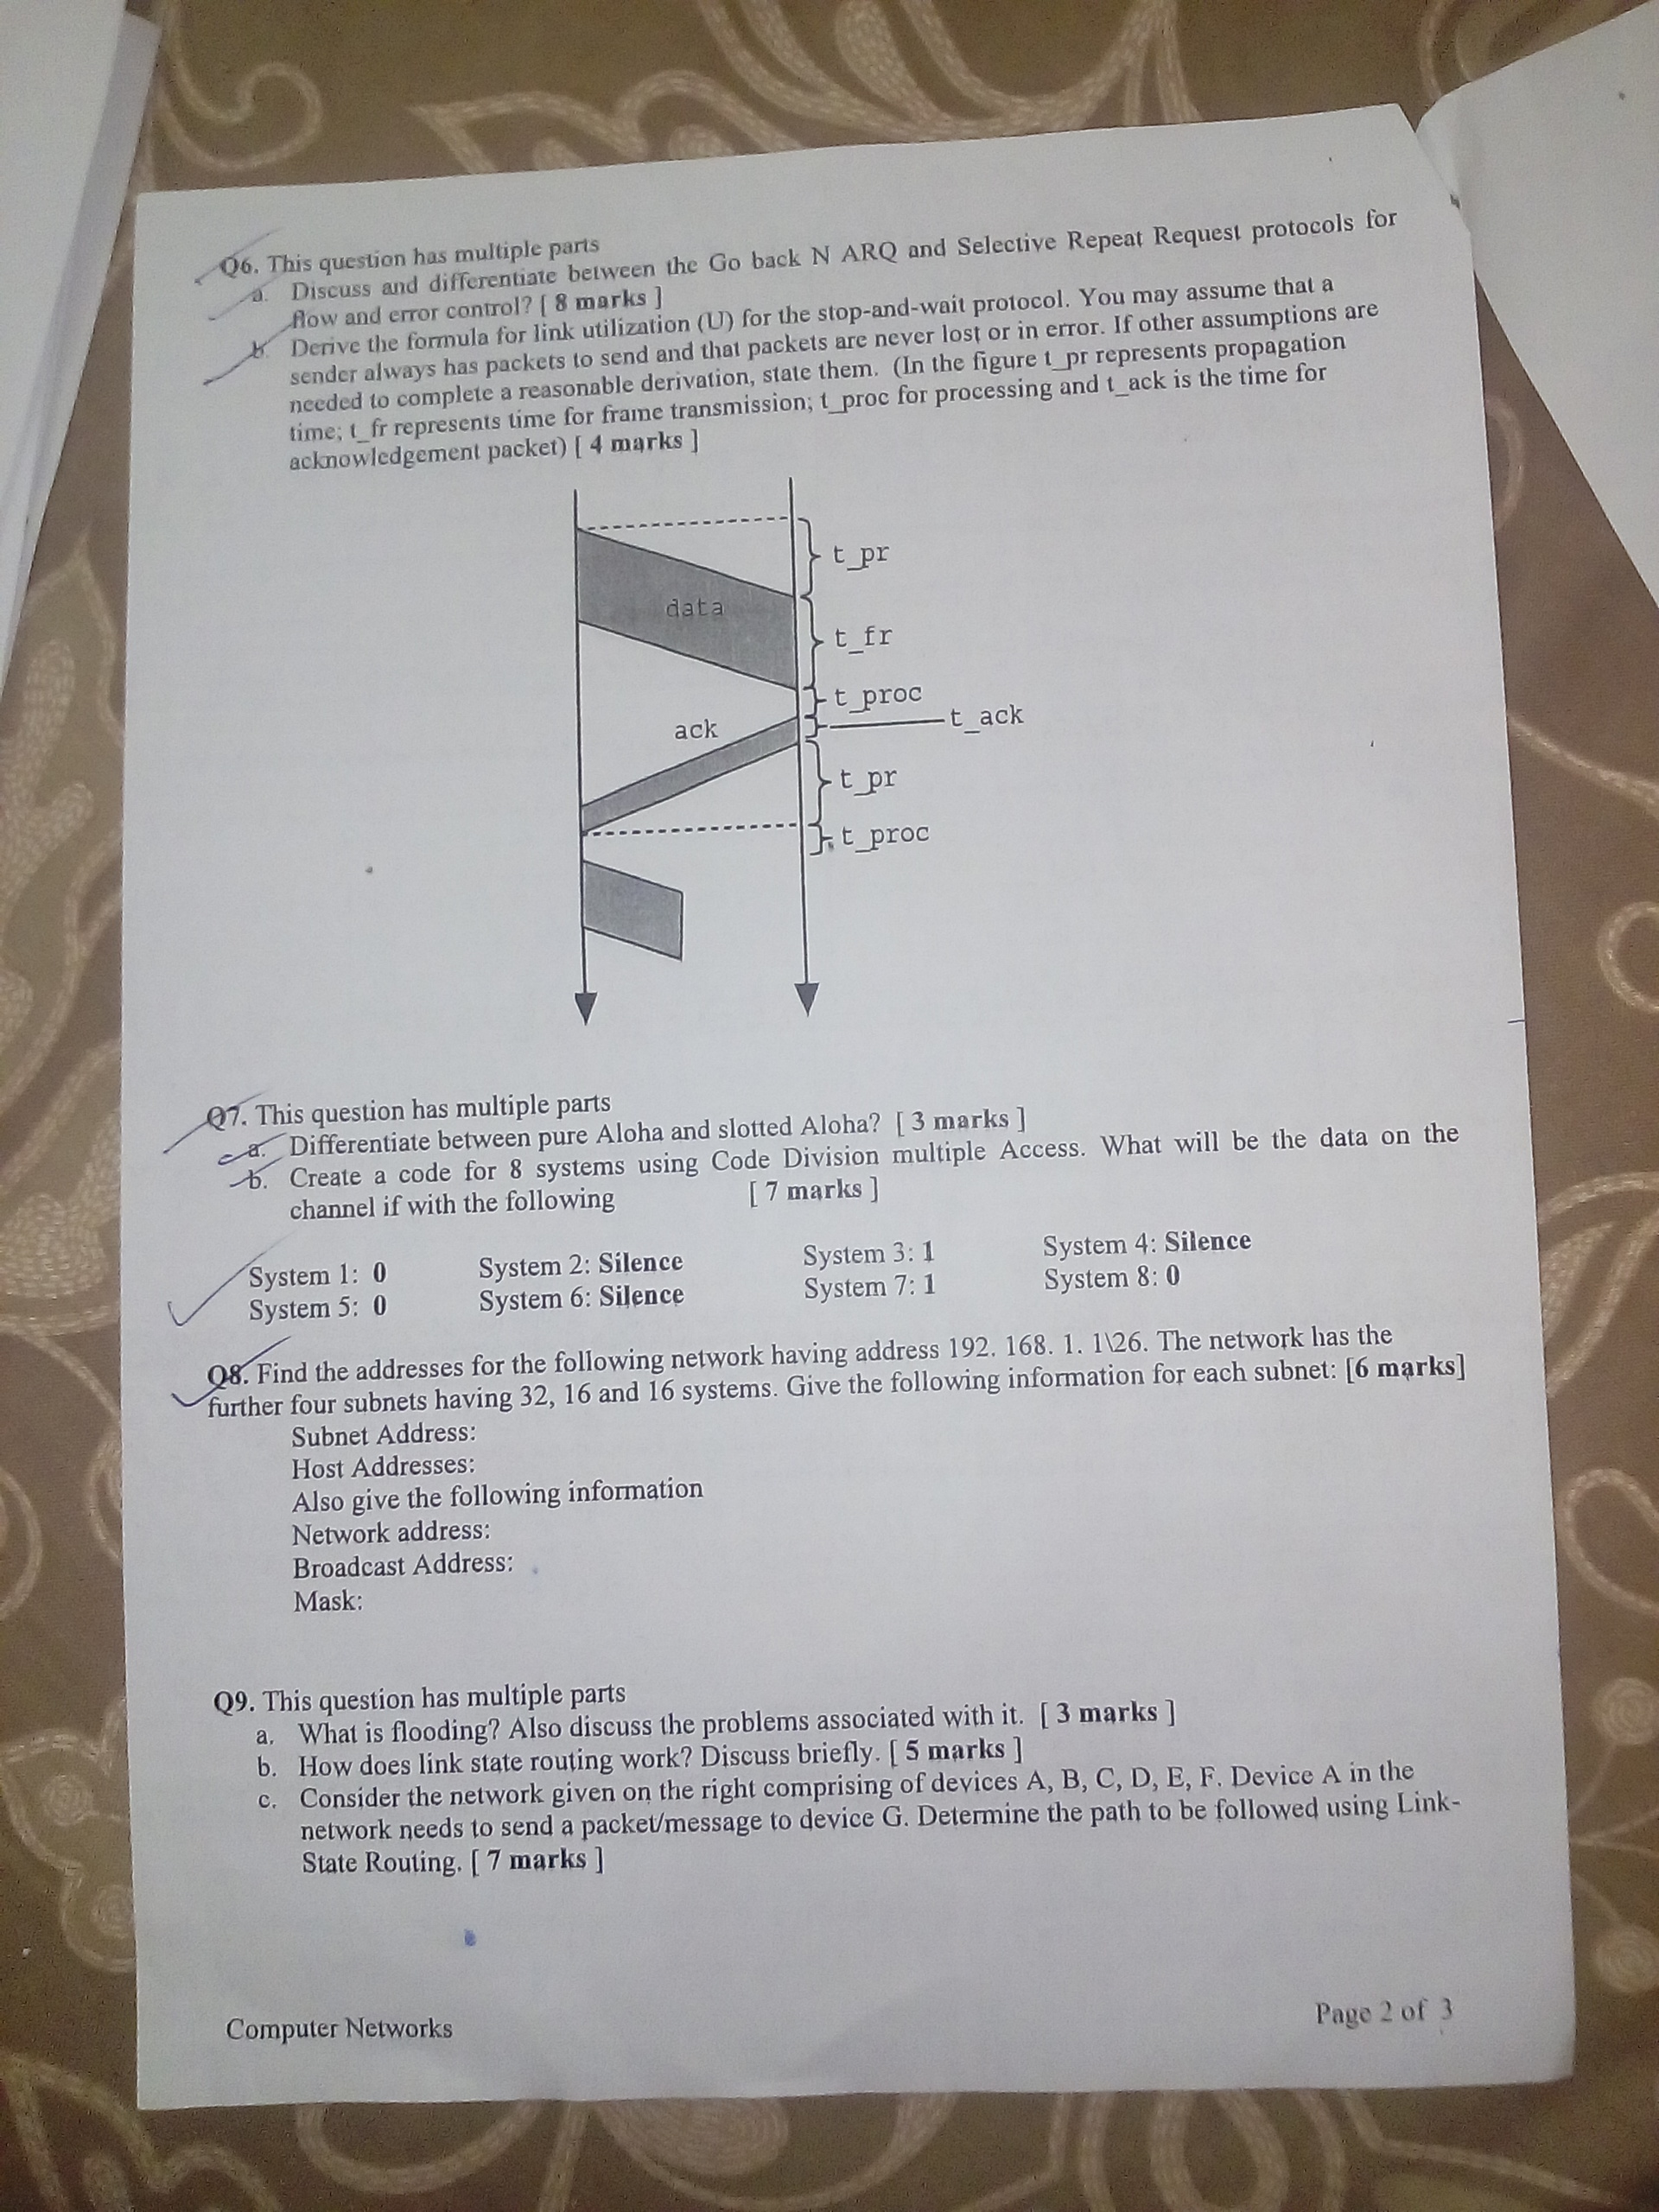 Q6. This question has multiple parts
a. Discuss and differentiate between the Go back N ARQ and Selective Repeat Request protocols for
flow and error control? [ 8 marks ]
b. Derive the formula for link utilization (U) for the stop-and-wait protocol. You may assume that a
sender always has packets to send and that packets are never lost or in error. If other assumptions are
needed to complete a reasonable derivation, state them. (In the figure t_pr represents propagation
time; t_fr represents time for frame transmission; t_proc for processing and t_ack is the time for
acknowledgement packet) [ 4 marks ]
t_pr
data
t_fr
t_proc
t_ack
ack
t_pr
t_proc
Q7. This question has multiple parts
a. Differentiate between pure Aloha and slotted Aloha? [ 3 marks ]
b. Create a code for 8 systems using Code Division multiple Access. What will be the data on the
channel if with the following [ 7 marks ]
System 1: 0 System 2: Silence System 3: 1 System 4: Silence
System 5: 0 System 6: Silence System 7: 1 System 8: 0
Q8. Find the addresses for the following network having address 192. 168. 1. 1\26. The network has the
further four subnets having 32, 16 and 16 systems. Give the following information for each subnet: [6 marks]
Subnet Address:
Host Addresses:
Also give the following information
Network address:
Broadcast Address:
Mask:
Q9. This question has multiple parts
a. What is flooding? Also discuss the problems associated with it. [ 3 marks ]
b. How does link state routing work? Discuss briefly. [ 5 marks ]
c. Consider the network given on the right comprising of devices A, B, C, D, E, F. Device A in the
network needs to send a packet/message to device G. Determine the path to be followed using Link-
State Routing. [ 7 marks ]
Computer Networks Page 2 of 3